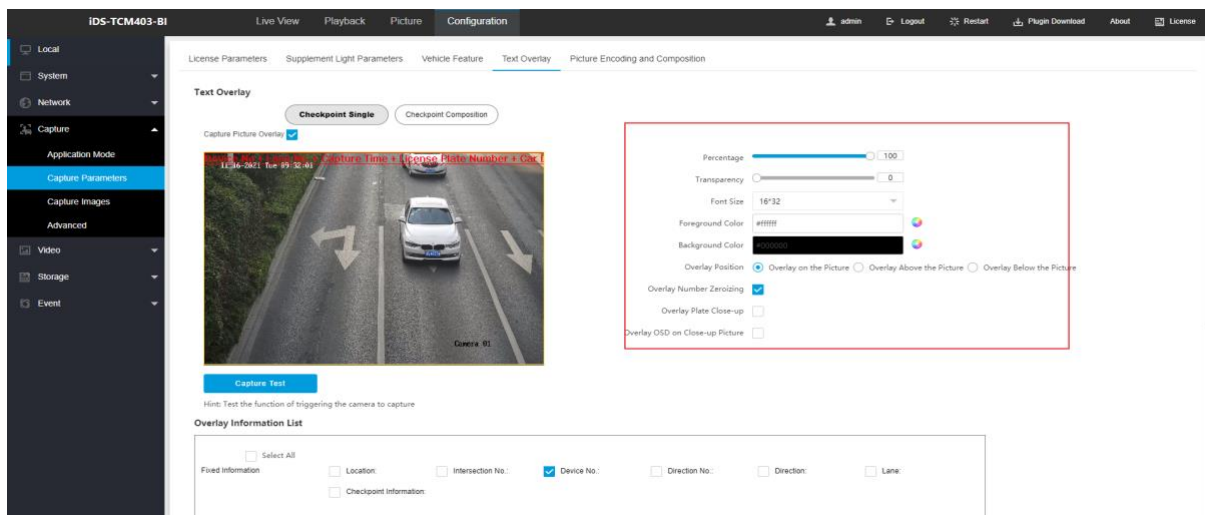 iDS-TCM403-BI Live View Playback Picture Configuration admin Logout Restart Plugin Download About License
Local
System
Network
Capture
Application Mode
Capture Parameters
Capture Images
Advanced
Video
Storage
Event
License Parameters Supplement Light Parameters Vehicle Feature Text Overlay Picture Encoding and Composition
Text Overlay
Checkpoint Single Checkpoint Composition
Capture Picture Overlay
Capture Time + License Plate Number + Car
11-16-2021 Tue 09:32:01
Camera 01
Capture Test
Hint: Test the function of triggering the camera to capture
Percentage 100
Transparency 0
Font Size 16*32
Foreground Color #ffffff
Background Color #000000
Overlay Position Overlay on the Picture Overlay Above the Picture Overlay Below the Picture
Overlay Number Zeroizing
Overlay Plate Close-up
Overlay OSD on Close-up Picture
Overlay Information List
Select All
Fixed Information Location: Intersection No.: Device No.: Direction No.: Direction: Lane:
Checkpoint Information: